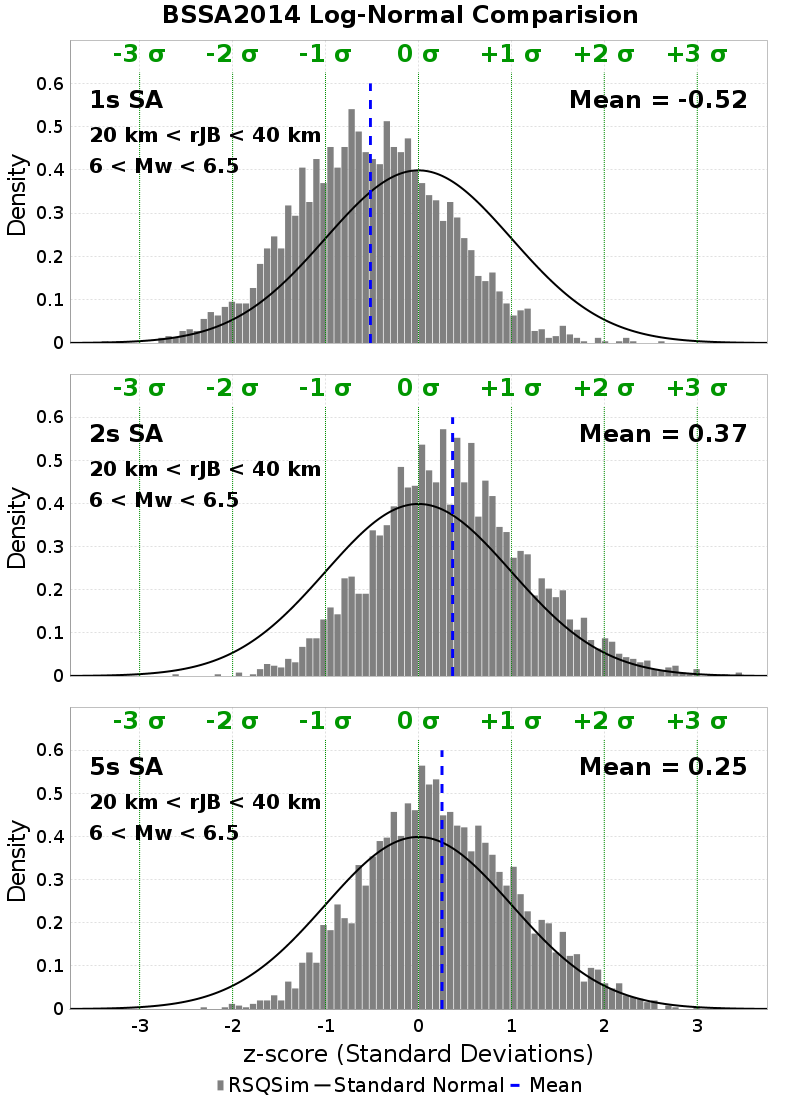 BSSA2014 Log-Normal Comparision
-3 σ -2 σ -1 σ 0 σ +1 σ +2 σ +3 σ
0.6
1s SA Mean = -0.52
0.5
20 km < rJB < 40 km
6 < Mw < 6.5
0.4
0.3
0.2
0.1
0
Density
-3 σ -2 σ -1 σ 0 σ +1 σ +2 σ +3 σ
0.6
2s SA Mean = 0.37
0.5
20 km < rJB < 40 km
6 < Mw < 6.5
0.4
0.3
0.2
0.1
0
Density
-3 σ -2 σ -1 σ 0 σ +1 σ +2 σ +3 σ
0.6
5s SA Mean = 0.25
0.5
20 km < rJB < 40 km
6 < Mw < 6.5
0.4
0.3
0.2
0.1
0
Density
-3 -2 -1 0 1 2 3
z-score (Standard Deviations)
RSQSim Standard Normal Mean